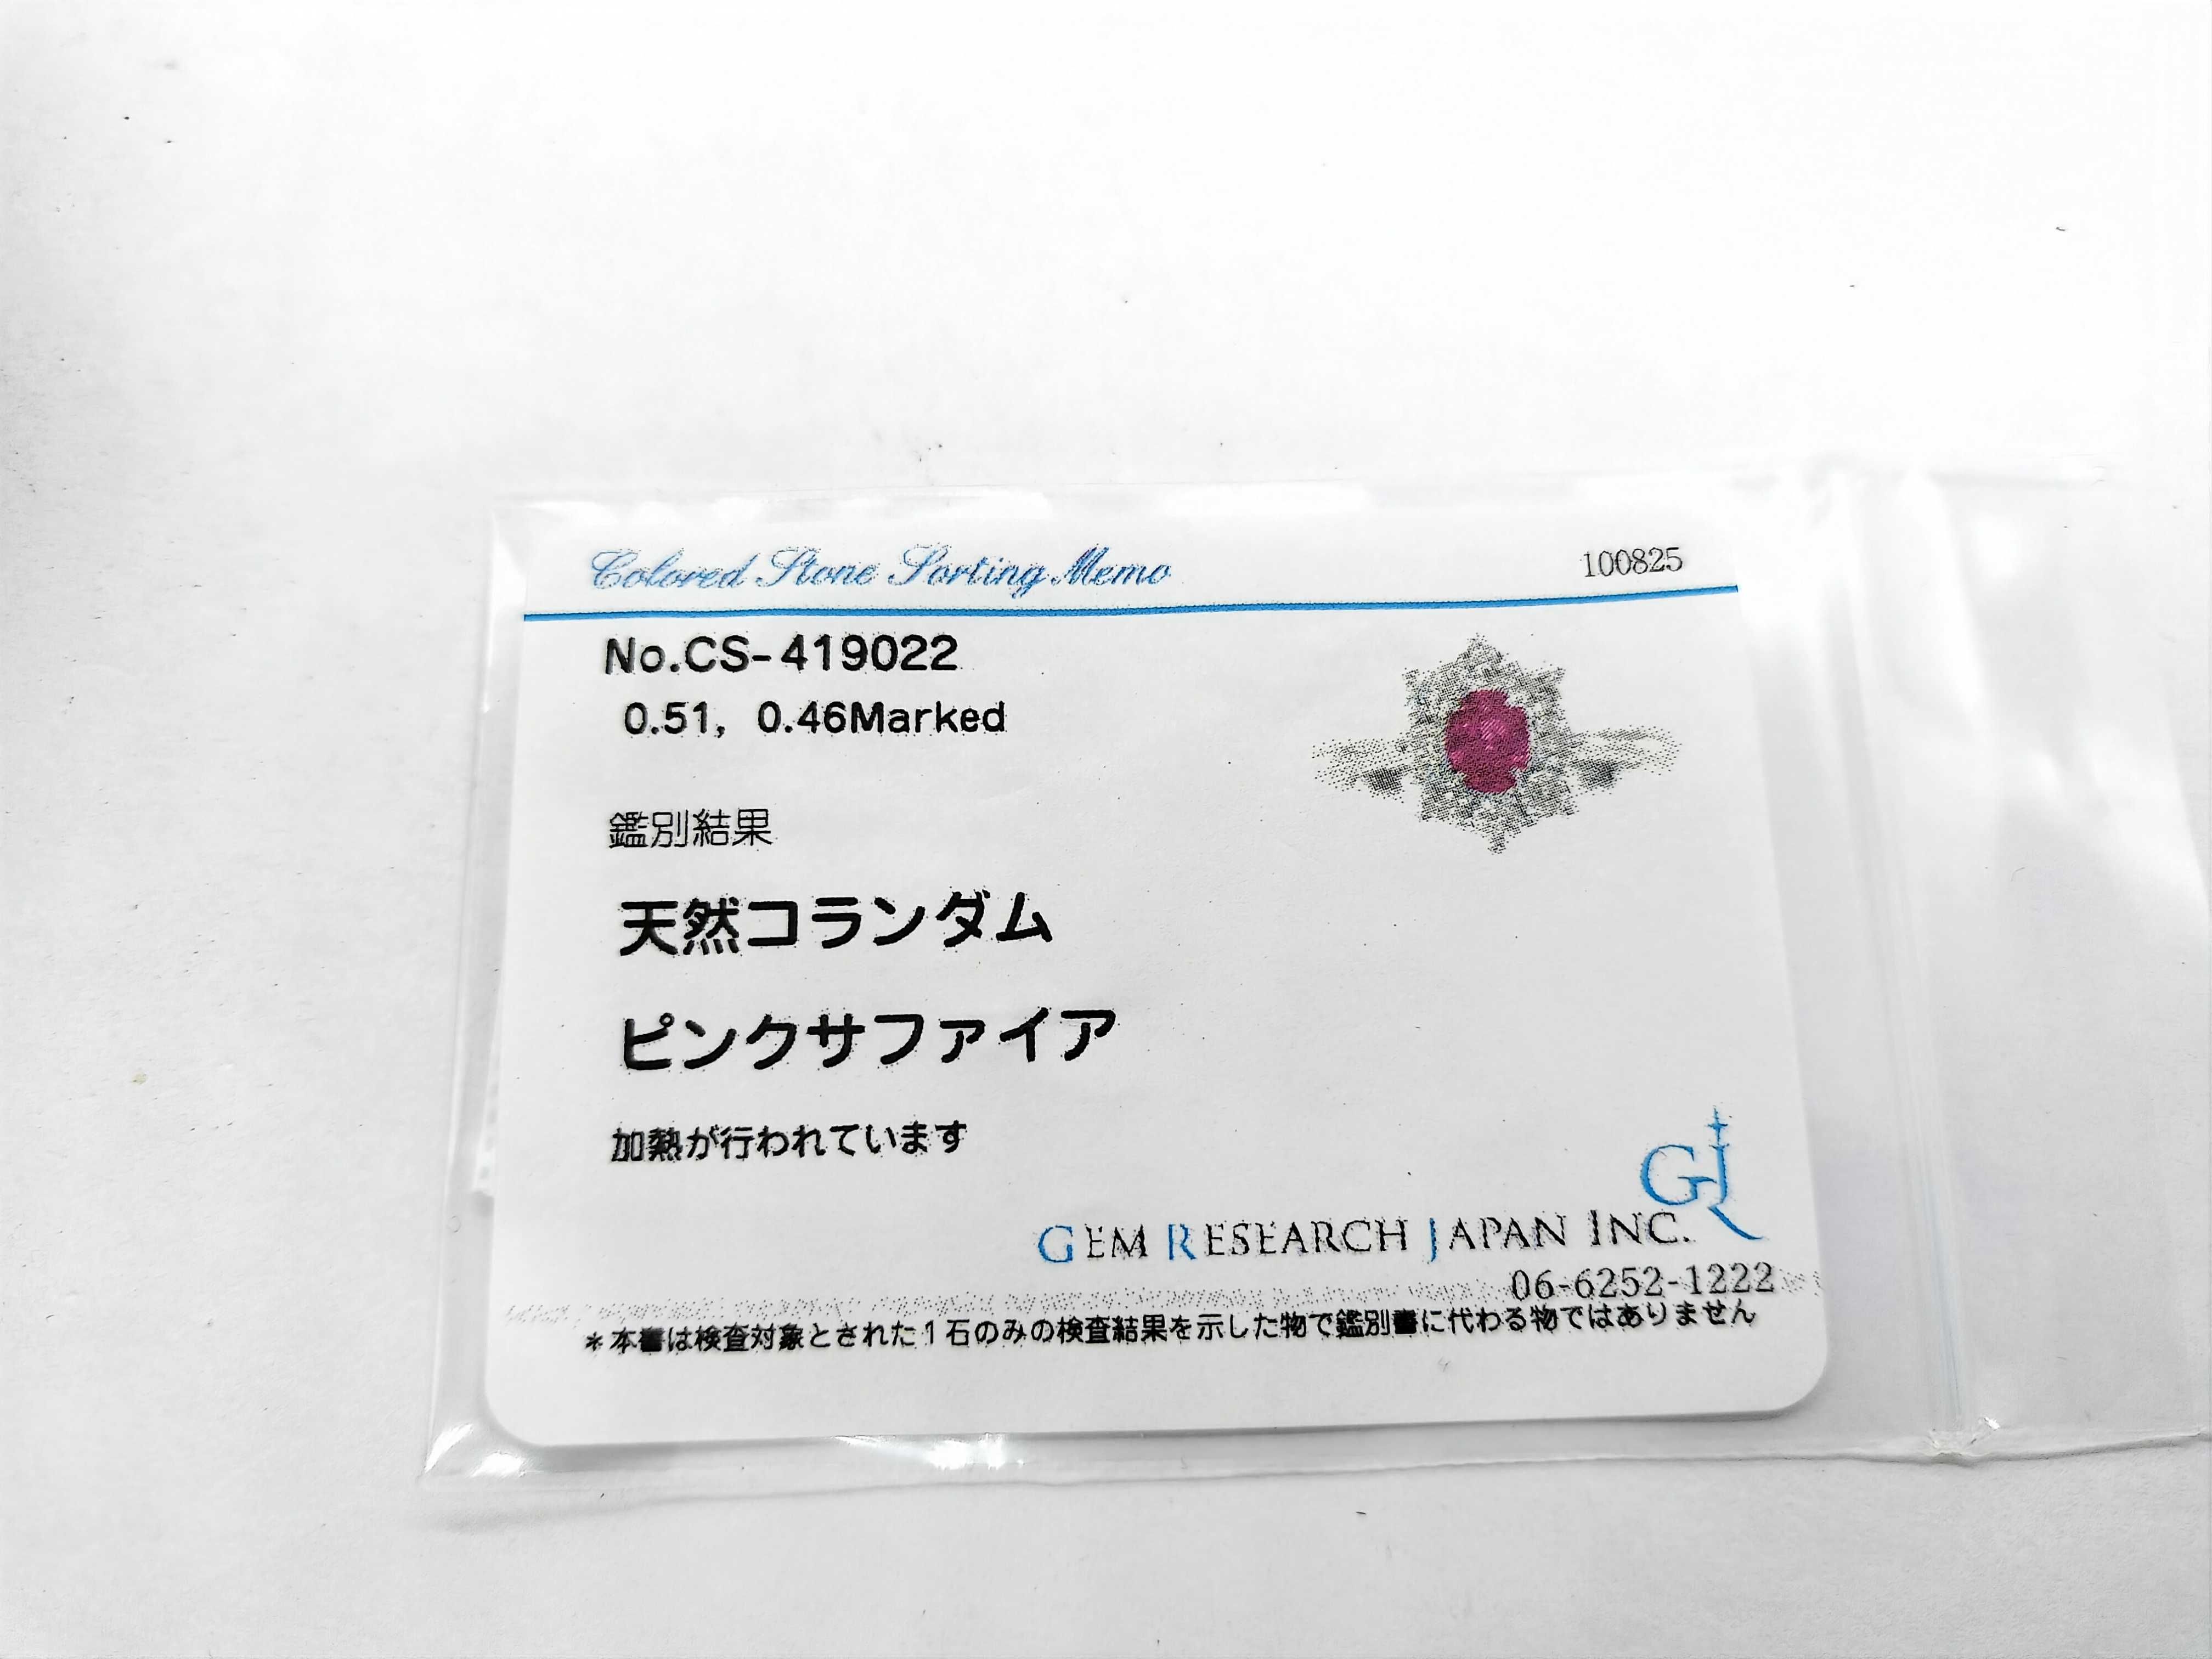 Colored Stone Sorting Memo 100825
No.CS-419022
0.51, 0.46Marked
鑑別結果
天然コランダム
ピンクサファイア
加熱が行われています
GJR
GEM RESEARCH JAPAN INC.
06-6252-1222
*本書は検査対象とされた1石のみの検査結果を示した物で鑑別書に代わる物ではありません